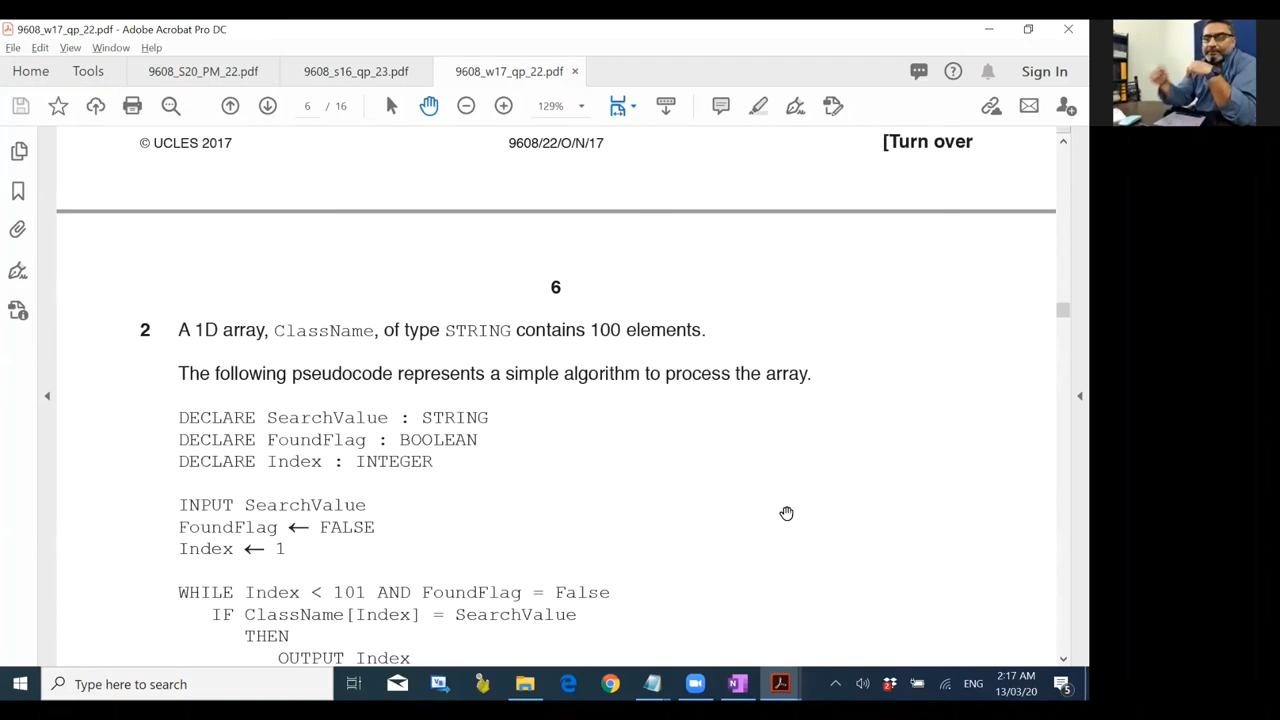 9608_w17_qp_22.pdf - Adobe Acrobat Pro DC
File Edit View Window Help
Home Tools 9608_S20_PM_22.pdf 9608_s16_qp_23.pdf 9608_w17_qp_22.pdf × Sign In
6 / 16 129%
© UCLES 2017 9608/22/O/N/17 [Turn over
6
2 A 1D array, ClassName, of type STRING contains 100 elements.
The following pseudocode represents a simple algorithm to process the array.
DECLARE SearchValue : STRING
DECLARE FoundFlag : BOOLEAN
DECLARE Index : INTEGER
INPUT SearchValue
FoundFlag ← FALSE
Index ← 1
WHILE Index < 101 AND FoundFlag = False
IF ClassName[Index] = SearchValue
THEN
OUTPUT Index
Type here to search
ENG
2:17 AM
13/03/20
5